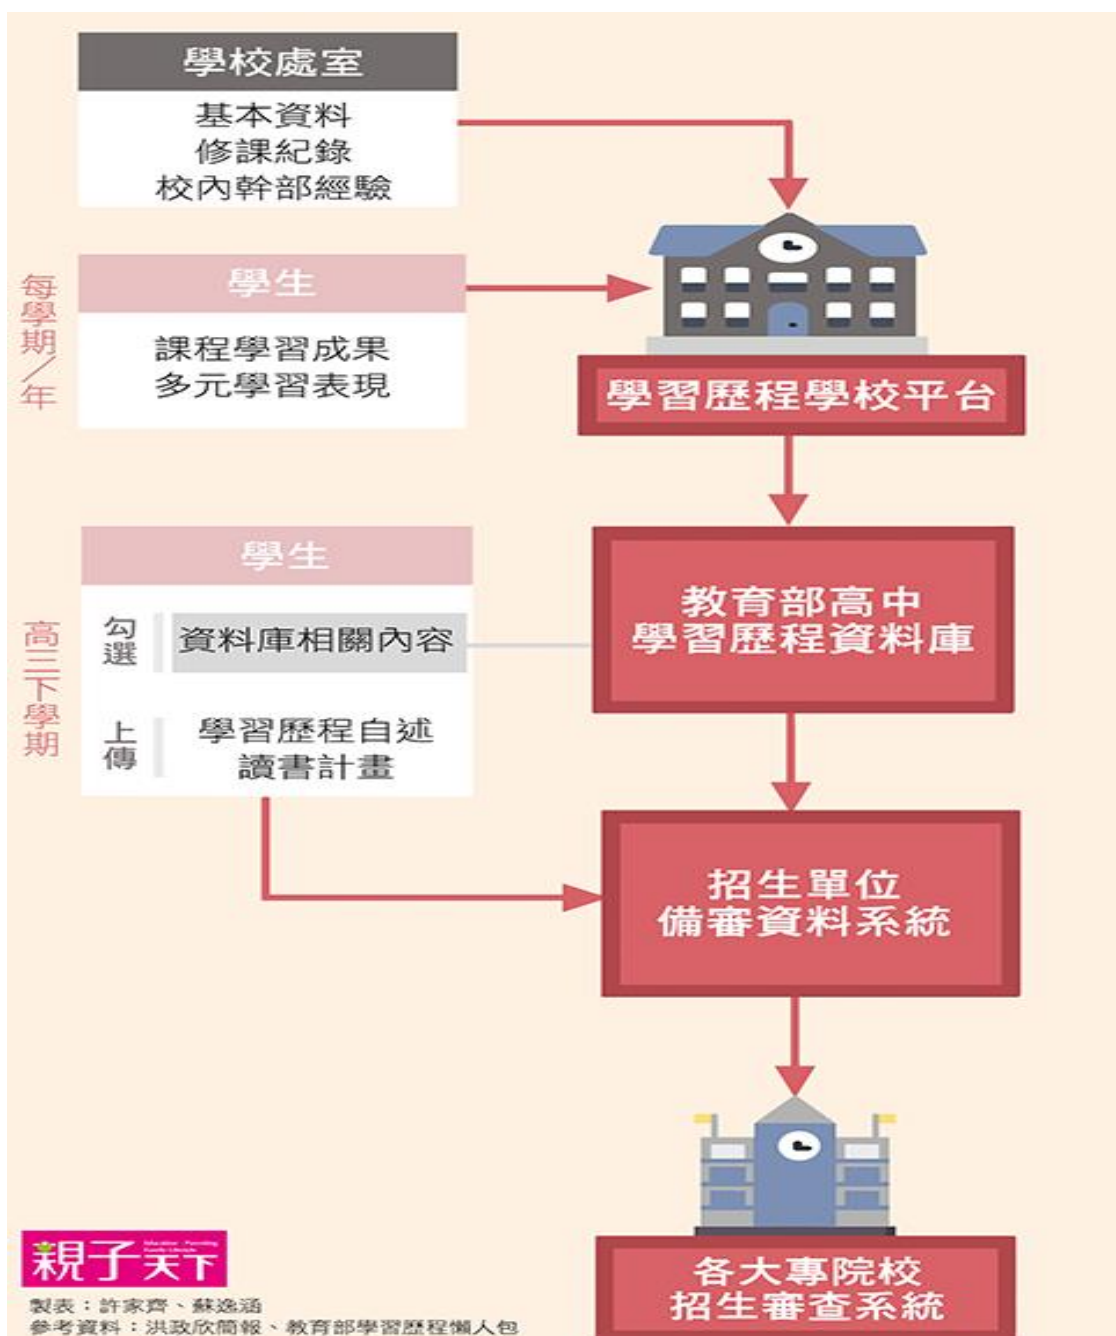 學校處室
基本資料
修課紀錄
校內幹部經驗
每學期/年
學生
課程學習成果
多元學習表現
學習歷程學校平台
高三下學期
學生
勾選
資料庫相關內容
上傳
學習歷程自述
讀書計畫
教育部高中
學習歷程資料庫
招生單位
備審資料系統
各大專院校
招生審查系統
親子天下
Education．Parenting
Family Lifestyle
製表：許家齊、蘇逸涵
參考資料：洪政欣簡報、教育部學習歷程懶人包